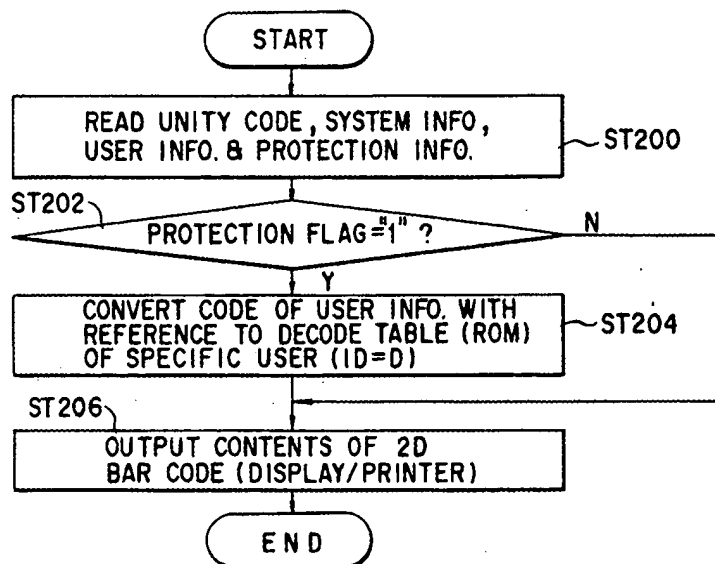 START
READ UNITY CODE, SYSTEM INFO,
USER INFO. & PROTECTION INFO.
ST200
ST202
PROTECTION FLAG="1" ?
N
Y
CONVERT CODE OF USER INFO. WITH
REFERENCE TO DECODE TABLE (ROM)
OF SPECIFIC USER (ID=D)
ST204
ST206
OUTPUT CONTENTS OF 2D
BAR CODE (DISPLAY/PRINTER)
END